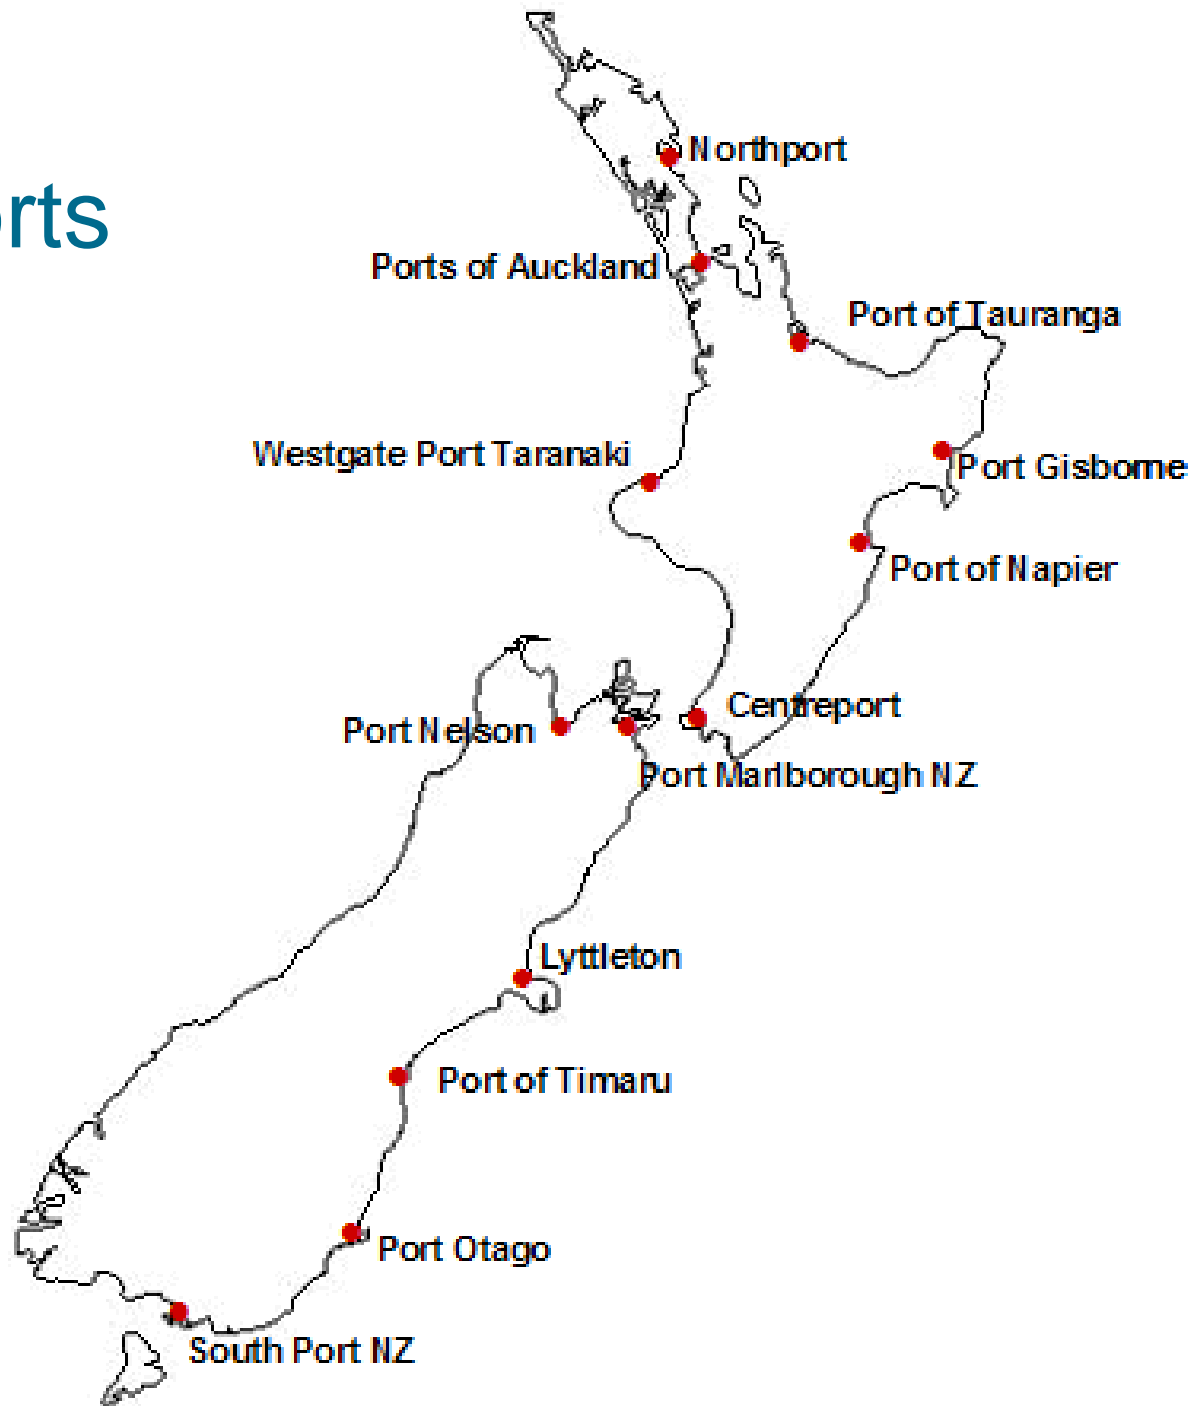 Northport
rts
Ports of Auckland
Port of Tauranga
Westgate Port Taranaki
Port Gisborne
Port of Napier
Centreport
Port Nelson
Port Marlborough NZ
Lyttleton
Port of Timaru
Port Otago
South Port NZ